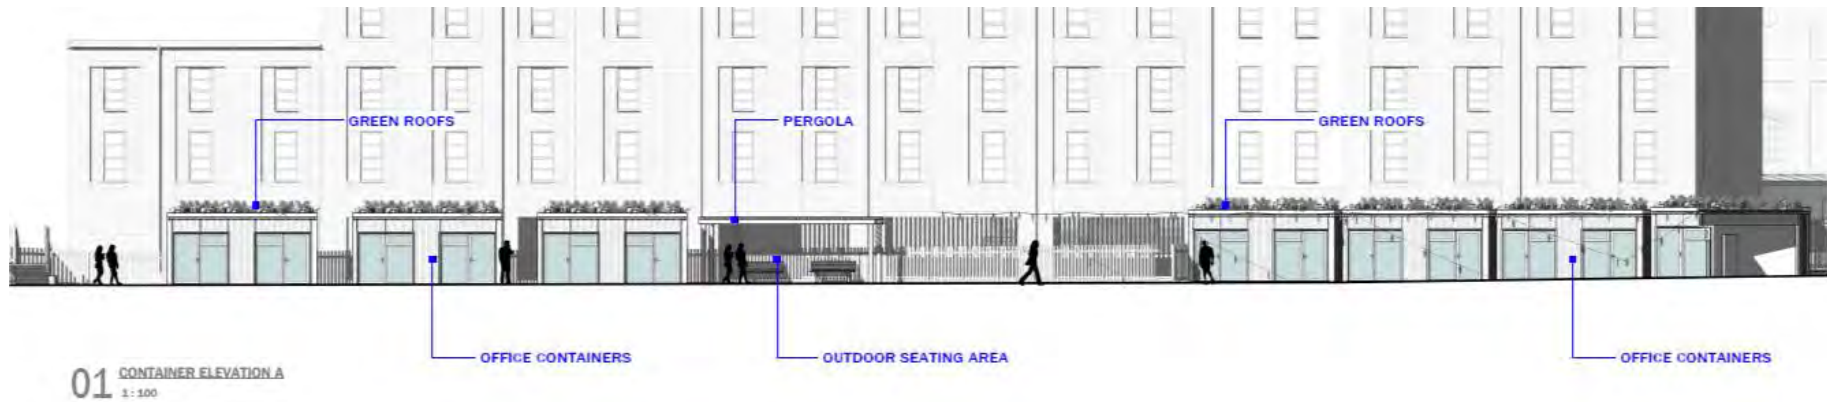 GREEN ROOFS
PERGOLA
GREEN ROOFS
OFFICE CONTAINERS
OUTDOOR SEATING AREA
OFFICE CONTAINERS
01 CONTAINER ELEVATION A
1:100